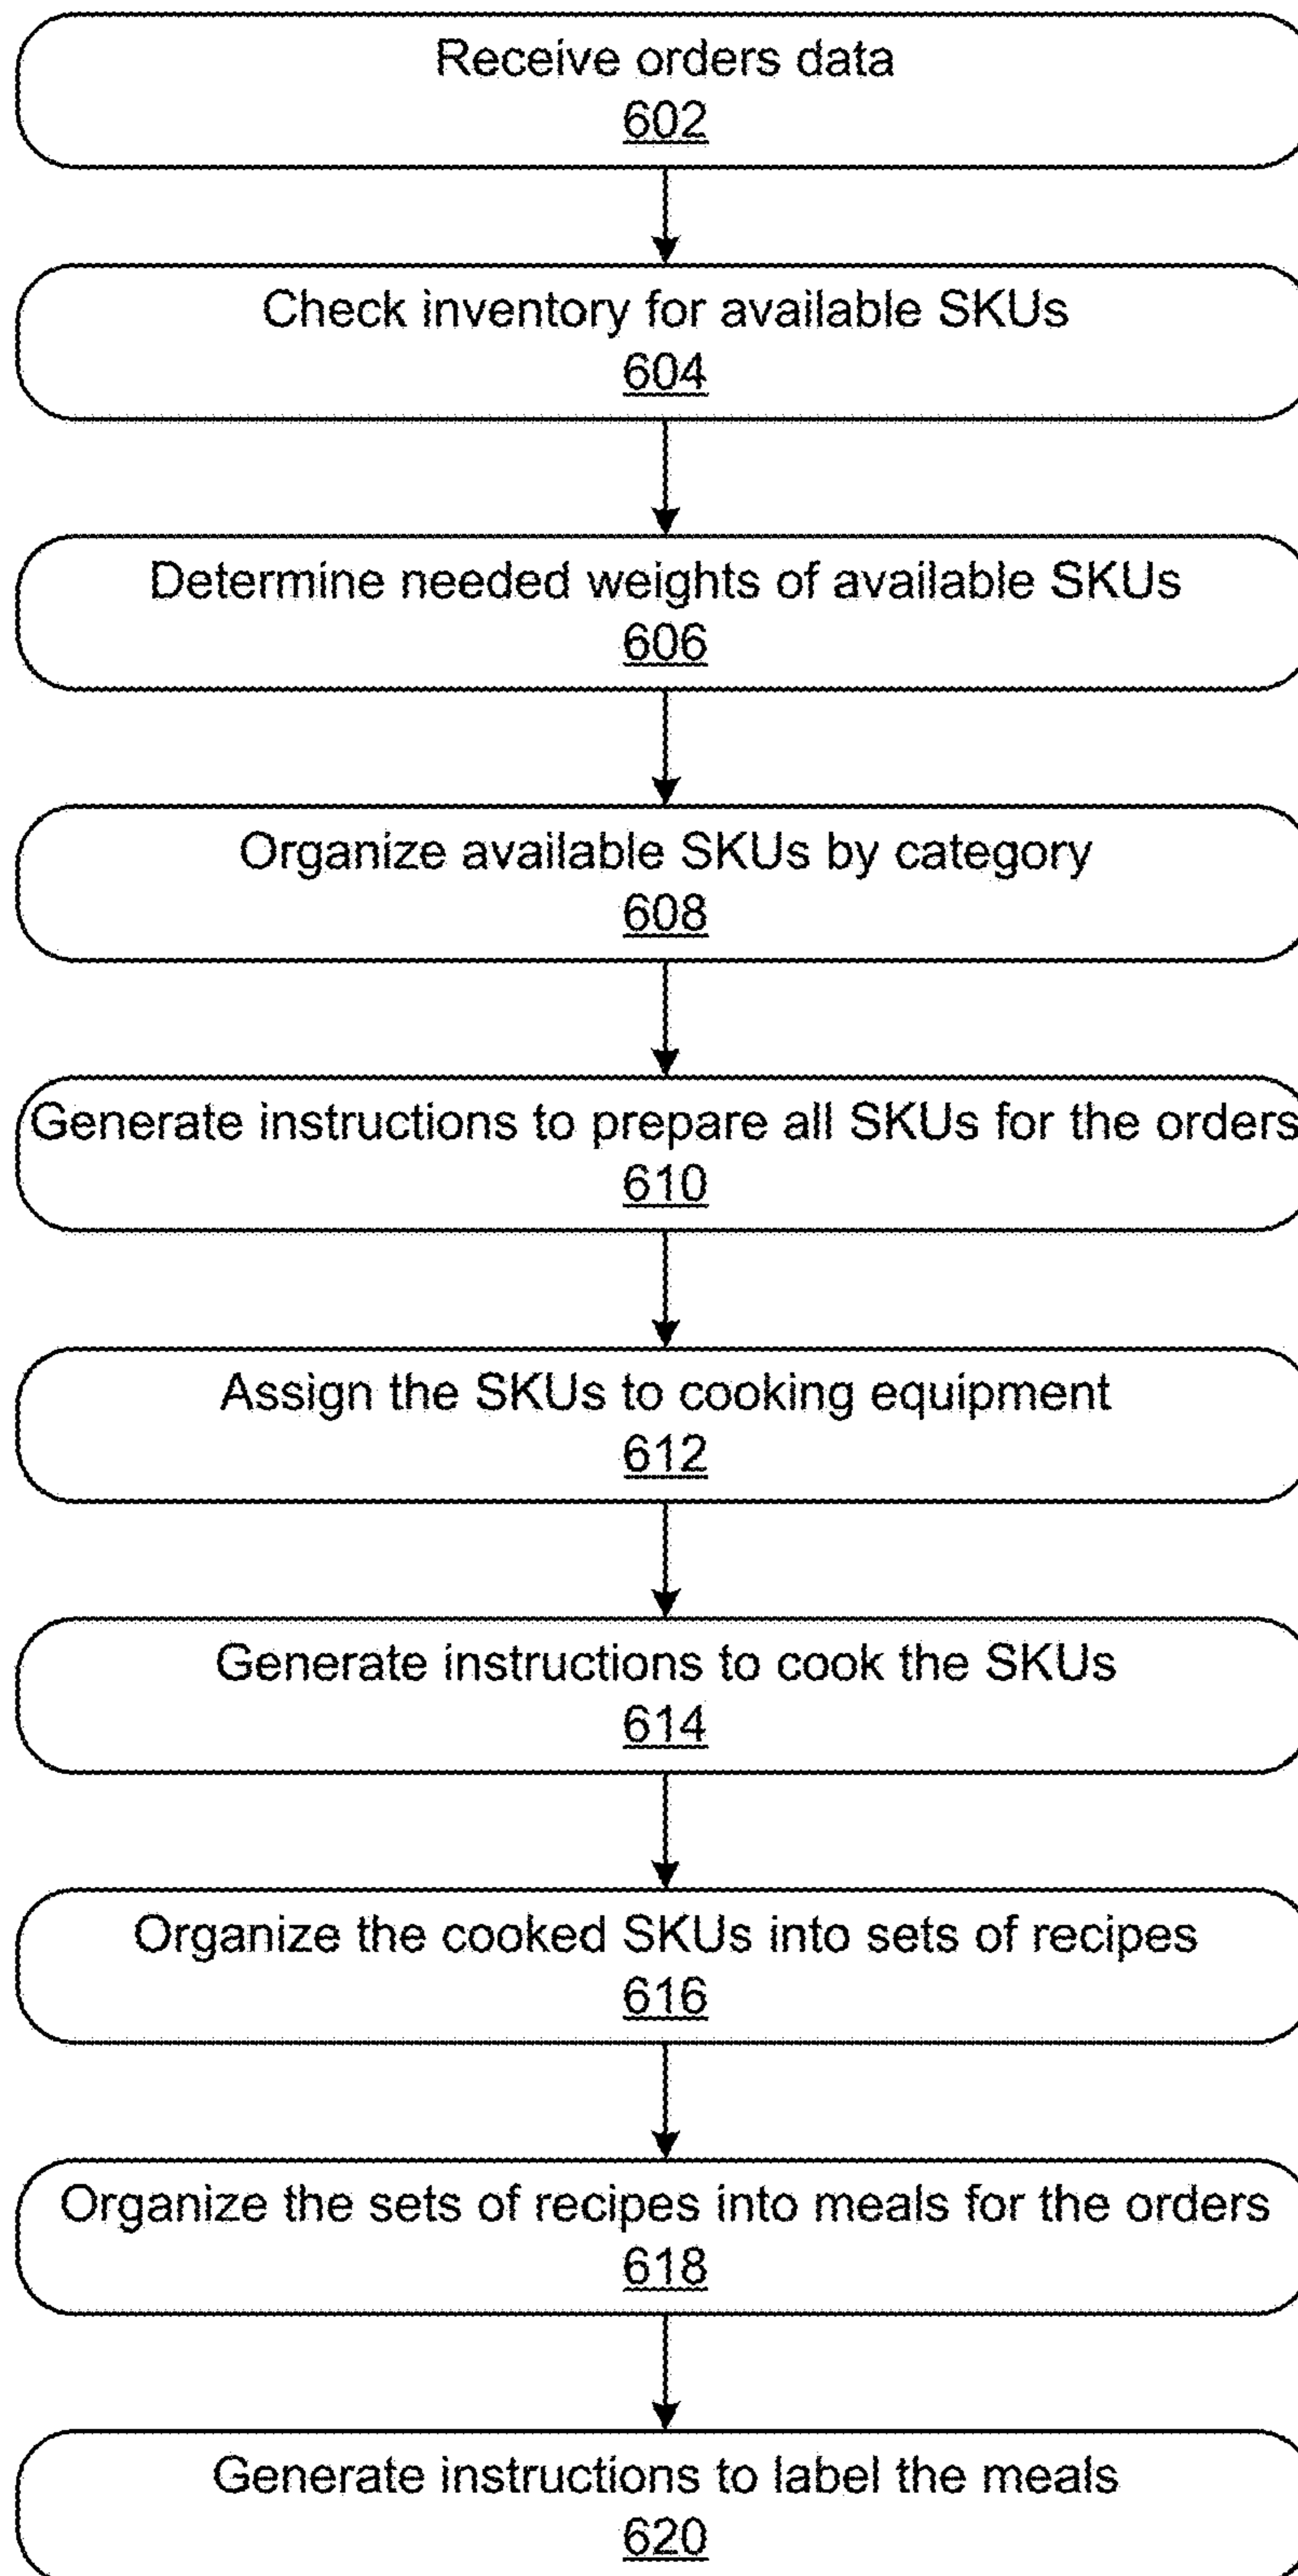 Receive orders data
602
Check inventory for available SKUs
604
Determine needed weights of available SKUs
606
Organize available SKUs by category
608
Generate instructions to prepare all SKUs for the orders
610
Assign the SKUs to cooking equipment
612
Generate instructions to cook the SKUs
614
Organize the cooked SKUs into sets of recipes
616
Organize the sets of recipes into meals for the orders
618
Generate instructions to label the meals
620